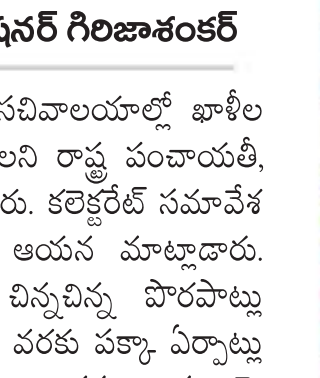 షనర్ గిరిజాశంకర్
సచివాలయాల్లో ఖాళీల
లని రాష్ట్ర పంచాయతీ,
రు. కలెక్టరేట్ సమావేశ
ఆయన మాట్లాడారు.
చిన్నచిన్న పొరపాట్లు
వరకు పక్కా ఏర్పాట్లు